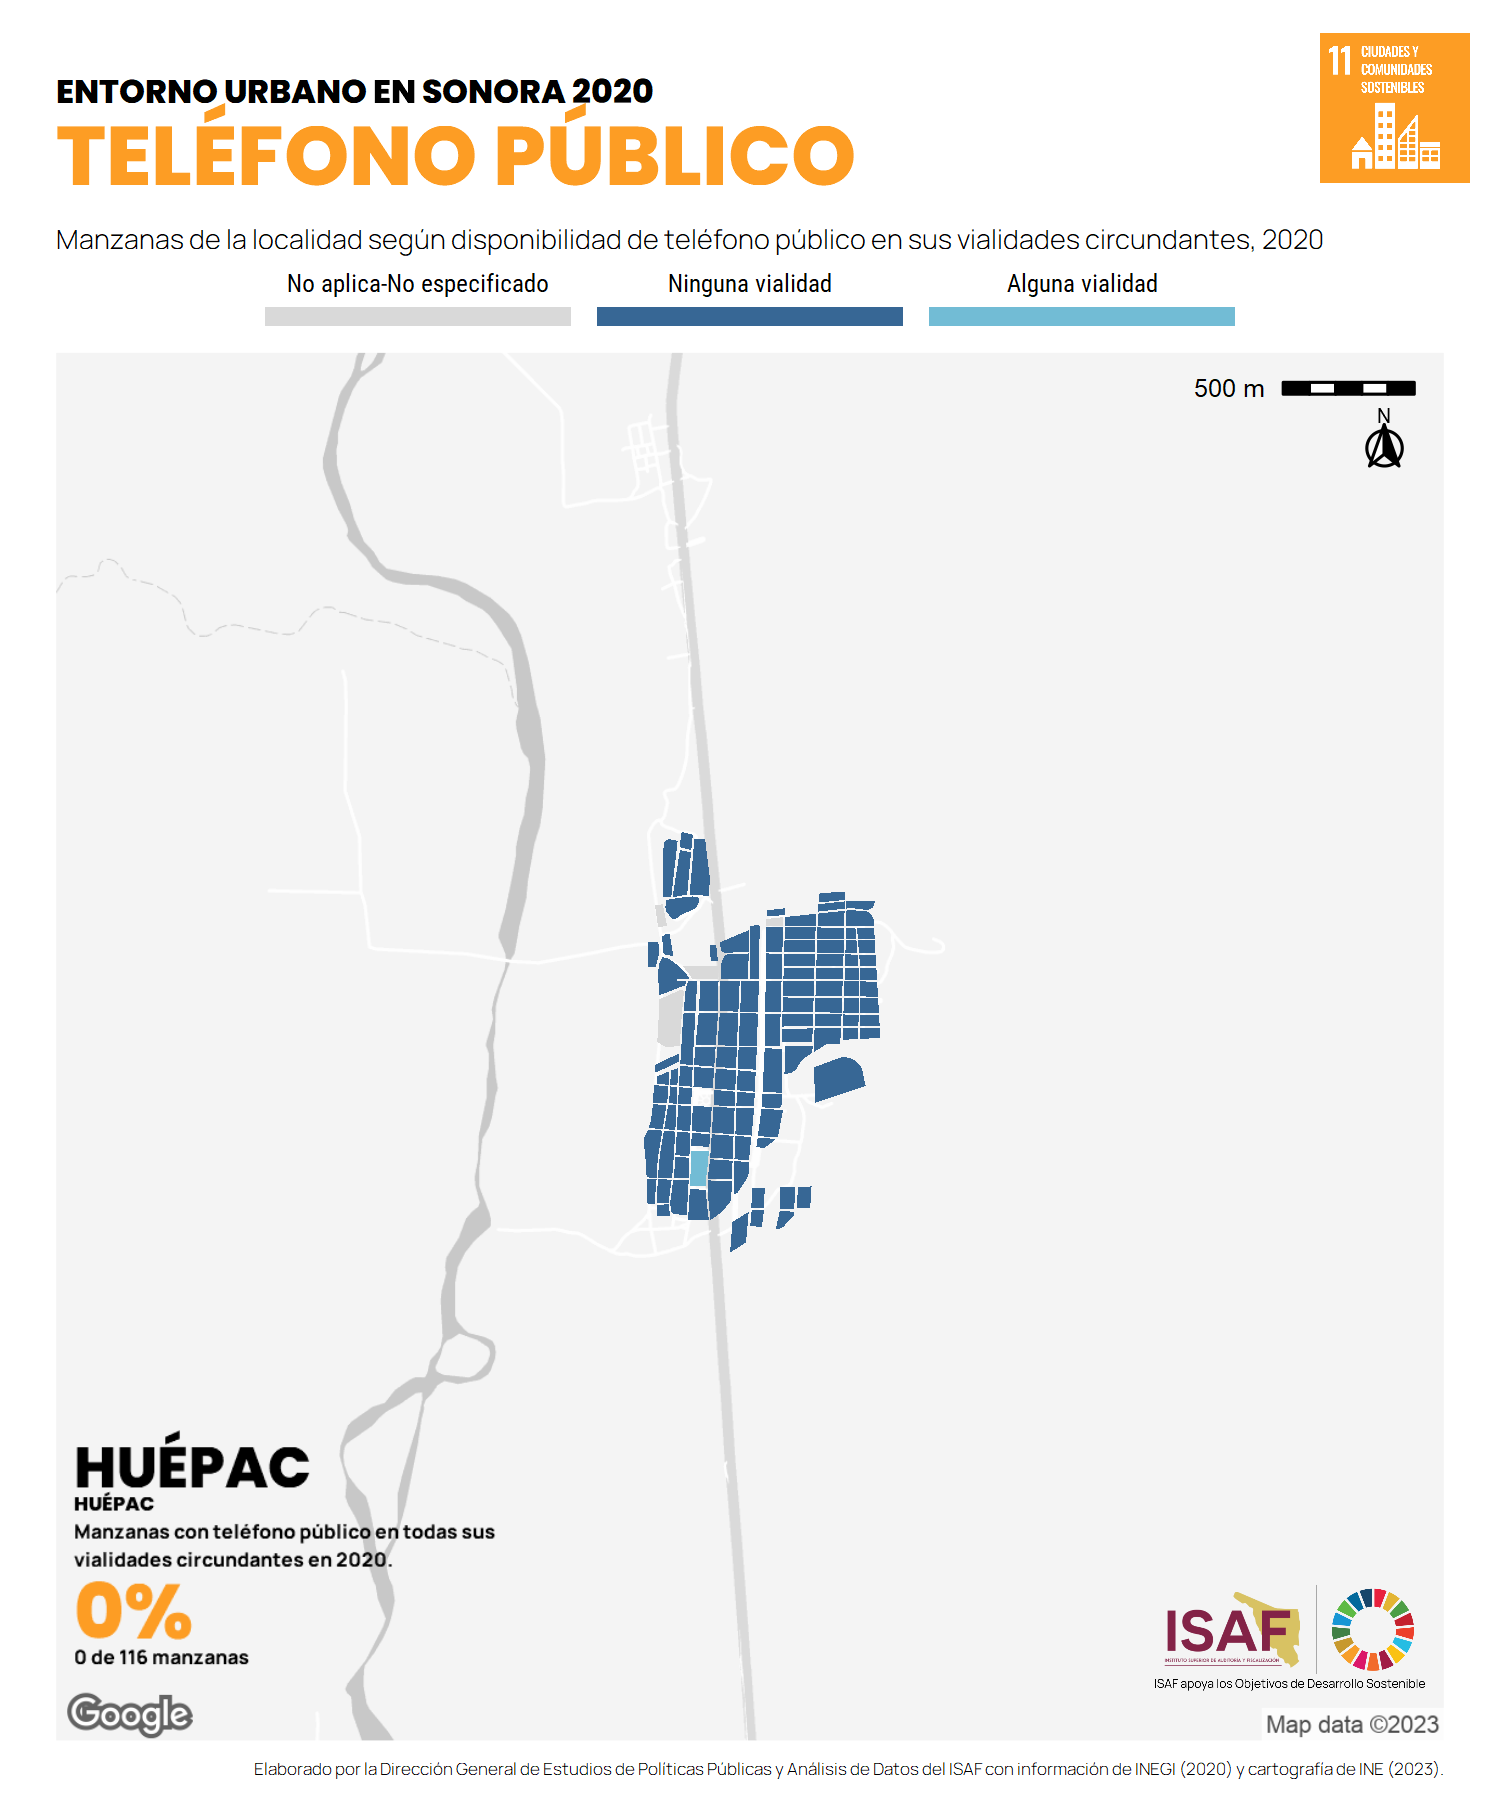 11 CIUDADES Y
COMUNIDADES
SOSTENIBLES
ENTORNO URBANO EN SONORA 2020
TELÉFONO PÚBLICO
Manzanas de la localidad según disponibilidad de teléfono público en sus vialidades circundantes, 2020
No aplica-No especificado
Ninguna vialidad
Alguna vialidad
500 m
N
HUÉPAC
HUÉPAC
Manzanas con teléfono público en todas sus
vialidades circundantes en 2020.
0%
0 de 116 manzanas
Google
ISAF
INSTITUTO SUPERIOR DE AUDITORÍA Y FISCALIZACIÓN
ISAF apoya los Objetivos de Desarrollo Sostenible
Map data ©2023
Elaborado por la Dirección General de Estudios de Políticas Públicas y Análisis de Datos del ISAF con información de INEGI (2020) y cartografía de INE (2023).